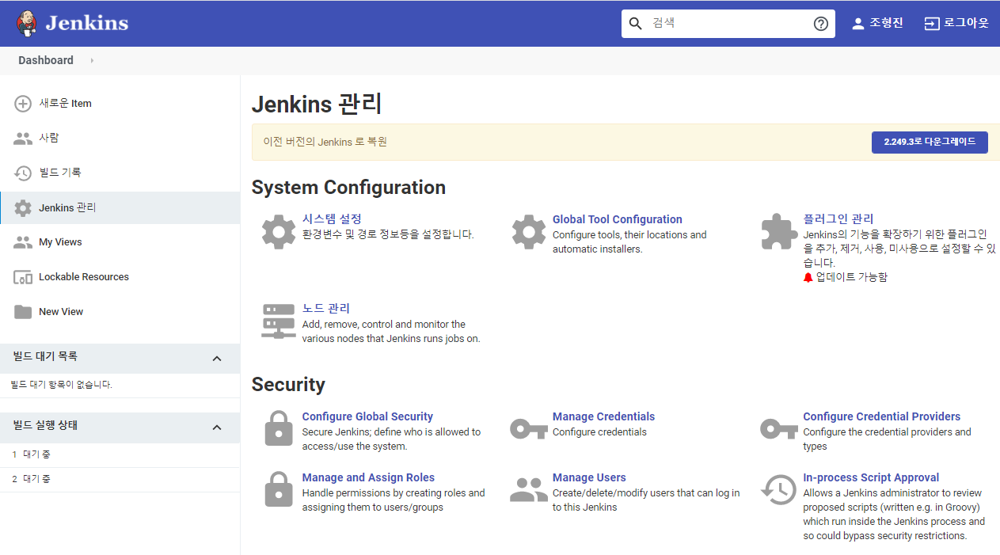 Jenkins
검색
조형진
로그아웃
Dashboard
새로운 Item
사람
빌드 기록
Jenkins 관리
My Views
Lockable Resources
New View
빌드 대기 목록
빌드 대기 항목이 없습니다.
빌드 실행 상태
1 대기 중
2 대기 중
Jenkins 관리
이전 버전의 Jenkins 로 복원
2.249.3로 다운그레이드
System Configuration
시스템 설정
환경변수 및 경로 정보등을 설정합니다.
Global Tool Configuration
Configure tools, their locations and
automatic installers.
플러그인 관리
Jenkins의 기능을 확장하기 위한 플러그인
을 추가, 제거, 사용, 미사용으로 설정할 수 있
습니다.
업데이트 가능함
노드 관리
Add, remove, control and monitor the
various nodes that Jenkins runs jobs on.
Security
Configure Global Security
Secure Jenkins; define who is allowed to
access/use the system.
Manage Credentials
Configure credentials
Configure Credential Providers
Configure the credential providers and
types
Manage and Assign Roles
Handle permissions by creating roles and
assigning them to users/groups
Manage Users
Create/delete/modify users that can log in
to this Jenkins
In-process Script Approval
Allows a Jenkins administrator to review
proposed scripts (written e.g. in Groovy)
which run inside the Jenkins process and
so could bypass security restrictions.